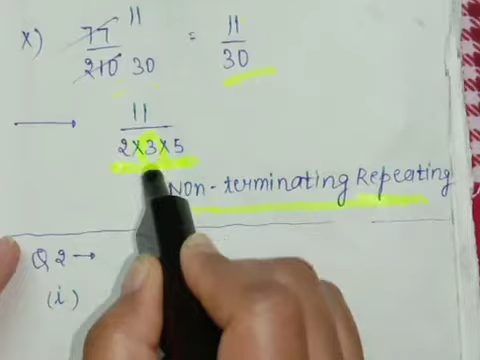 x) 77 11 = 11
210 30 30
11
2×3×5
Non-terminating Repeating
Q2→
(i)